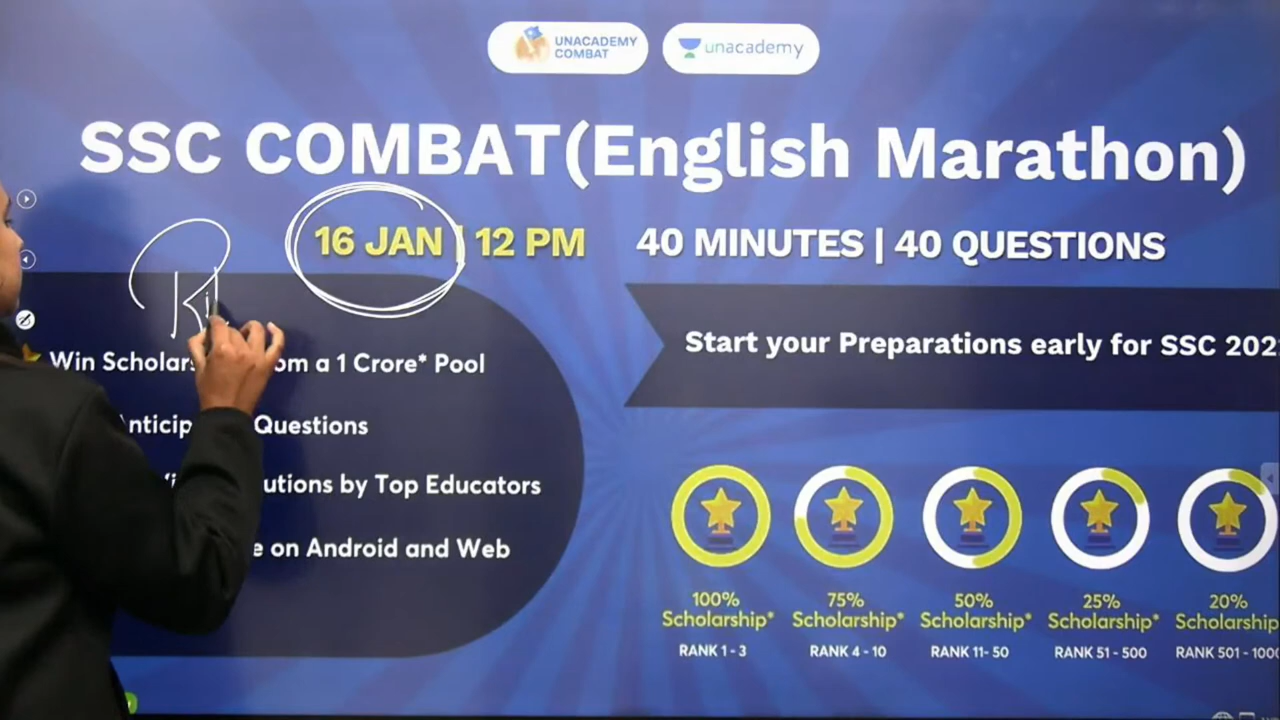 UNACADEMY
COMBAT
unacademy
SSC COMBAT(English Marathon)
16 JAN | 12 PM
40 MINUTES | 40 QUESTIONS
Win Scholars om a 1 Crore* Pool
nticip Questions
utions by Top Educators
e on Android and Web
Start your Preparations early for SSC 202
100%
Scholarship*
RANK 1 - 3
75%
Scholarship*
RANK 4 - 10
50%
Scholarship*
RANK 11- 50
25%
Scholarship*
RANK 51 - 500
20%
Scholarship
RANK 501 - 100